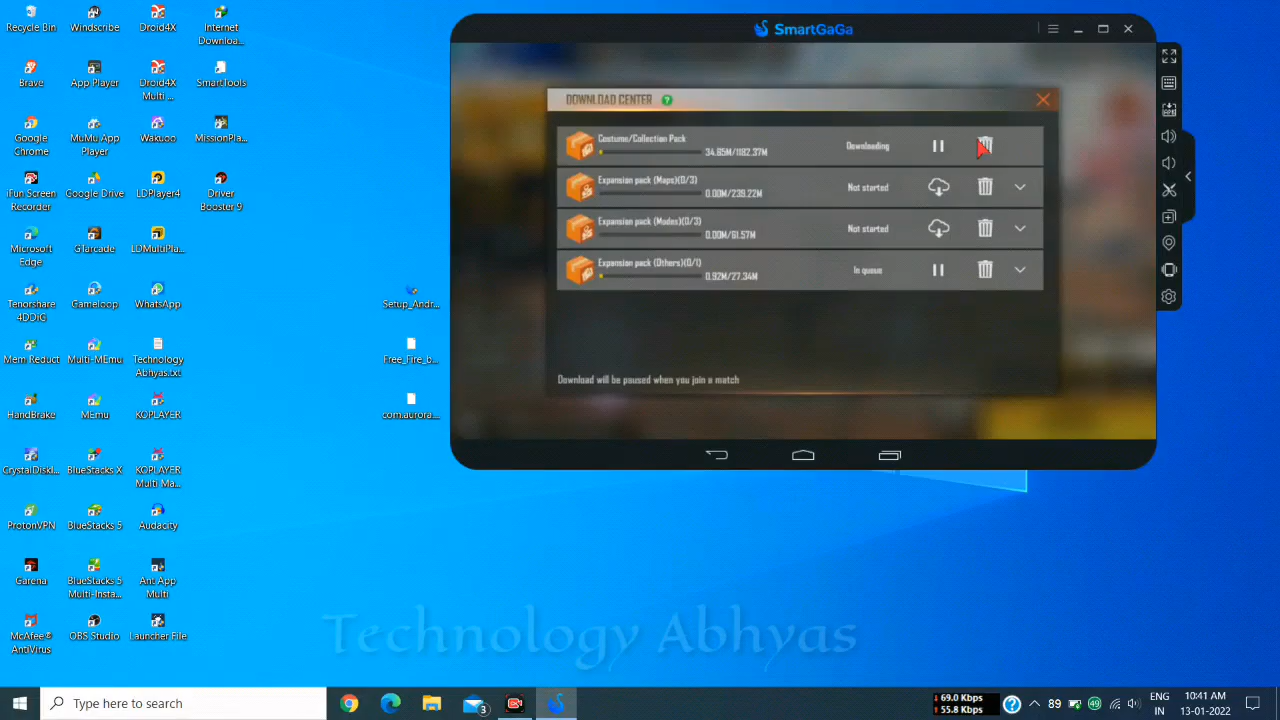 Recycle Bin
Windscribe
Droid4X
Internet
Downloa...
Brave
App Player
Droid4X
Multi ...
SmartTools
Google
Chrome
MuMu App
Player
Wakuoo
MissionPla...
iFun Screen
Recorder
Google Drive
LDPlayer4
Driver
Booster 9
Microsoft
Edge
G1arcade
LDMultiPla...
Tenorshare
4DDiG
Gameloop
WhatsApp
Setup_Andr...
Mem Reduct
Multi-MEmu
Technology
Abhyas.txt
Free_Fire_b...
HandBrake
MEmu
KOPLAYER
com.aurora...
CrystalDiskI...
BlueStacks X
KOPLAYER
Multi Ma...
ProtonVPN
BlueStacks 5
Audacity
Garena
BlueStacks 5
Multi-Insta...
Ant App
Multi
McAfee®
AntiVirus
OBS Studio
Launcher File
SmartGaGa
DOWNLOAD CENTER ?
Costume/Collection Pack
34.85M/1182.37M
Downloading
Expansion pack (Maps)(0/3)
0.00M/239.22M
Not started
Expansion pack (Modes)(0/3)
0.00M/61.57M
Not started
Expansion pack (Others)(0/1)
0.92M/27.34M
In queue
Download will be paused when you join a match
Technology Abhyas
Type here to search
3
69.0 Kbps
55.8 Kbps
?
89
49
ENG
IN
10:41 AM
13-01-2022